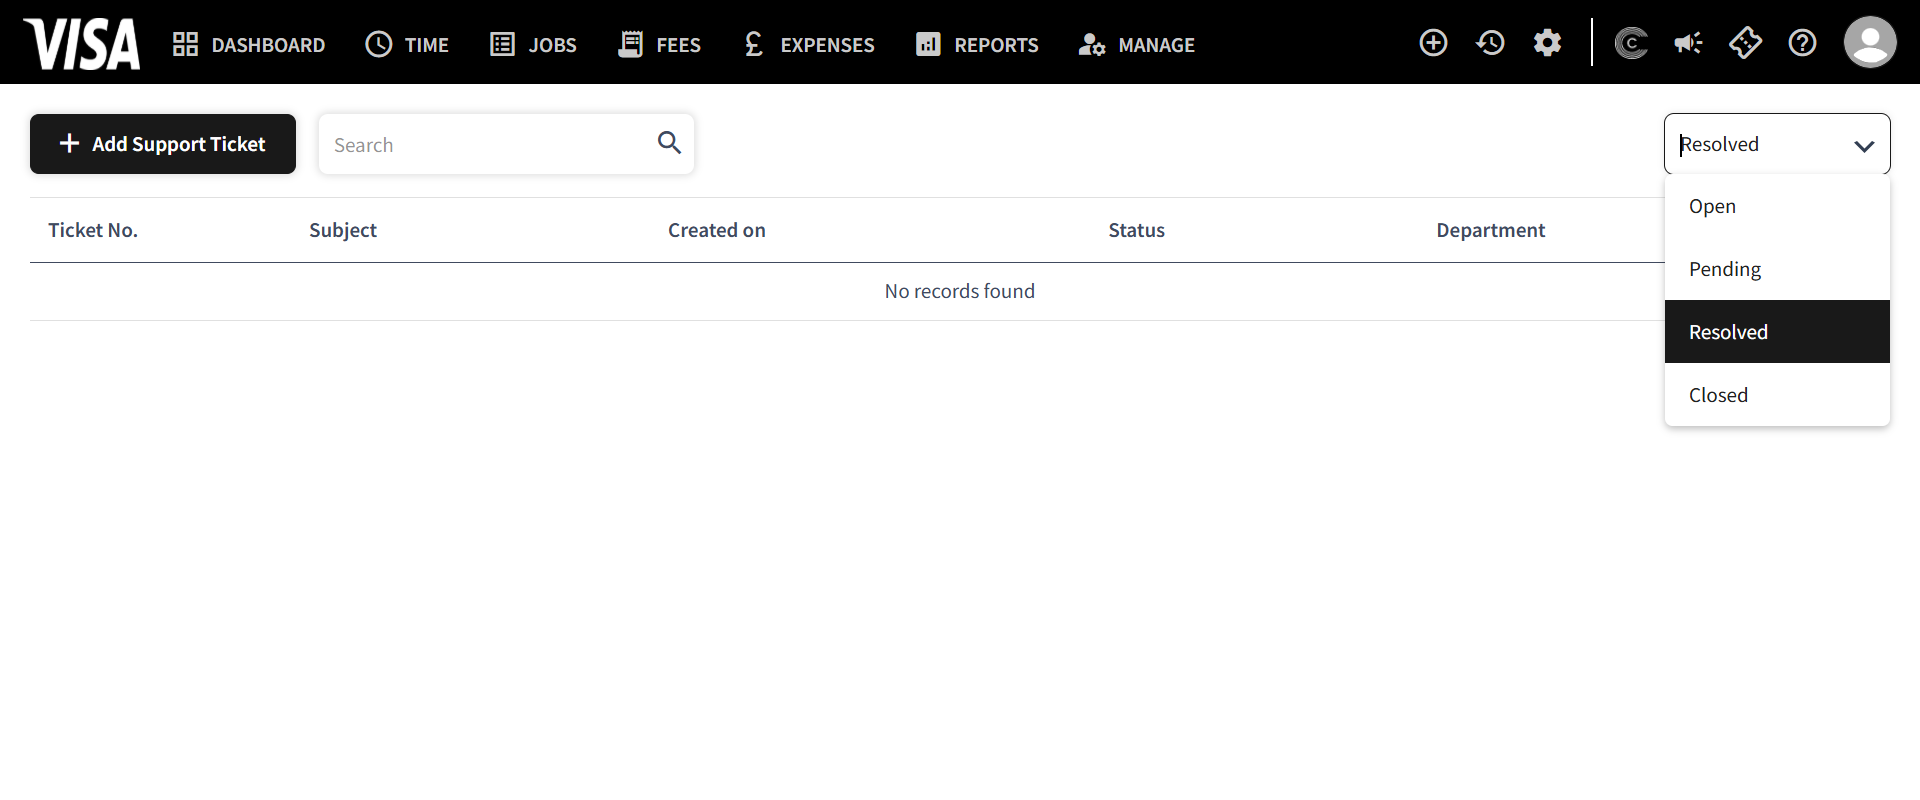 VISA DASHBOARD TIME JOBS FEES £ EXPENSES REPORTS MANAGE
+ Add Support Ticket Search Resolved
Open
Ticket No. Subject Created on Status Department
Pending
No records found
Resolved
Closed